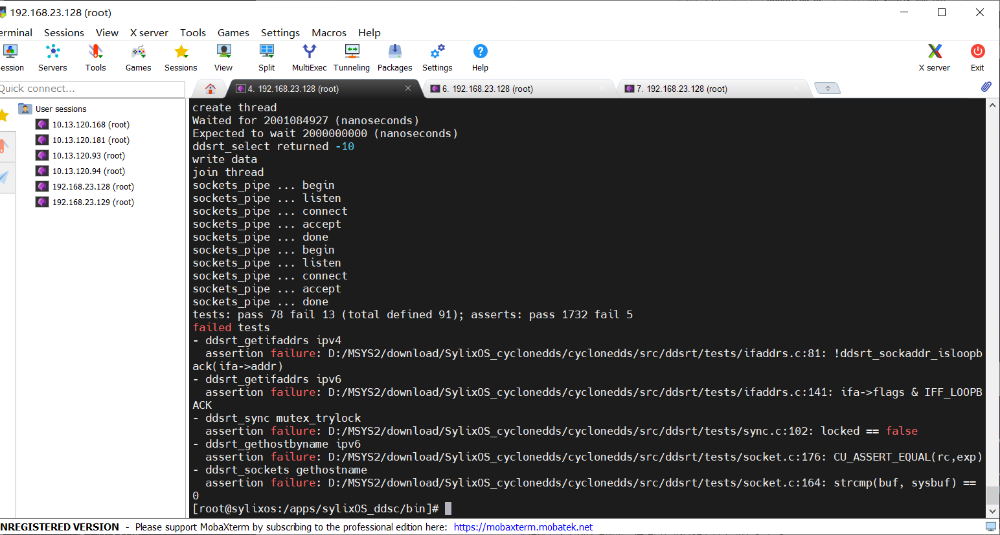 192.168.23.128 (root)
erminal Sessions View X server Tools Games Settings Macros Help
ession Servers Tools Games Sessions View Split MultiExec Tunneling Packages Settings Help X server Exit
Quick connect...
4. 192.168.23.128 (root)
6. 192.168.23.128 (root)
7. 192.168.23.128 (root)
User sessions
10.13.120.168 (root)
10.13.120.181 (root)
10.13.120.93 (root)
10.13.120.94 (root)
192.168.23.128 (root)
192.168.23.129 (root)
create thread
Waited for 2001084927 (nanoseconds)
Expected to wait 2000000000 (nanoseconds)
ddsrt_select returned -10
write data
join thread
sockets_pipe ... begin
sockets_pipe ... listen
sockets_pipe ... connect
sockets_pipe ... accept
sockets_pipe ... done
sockets_pipe ... begin
sockets_pipe ... listen
sockets_pipe ... connect
sockets_pipe ... accept
sockets_pipe ... done
tests: pass 78 fail 13 (total defined 91); asserts: pass 1732 fail 5
failed tests
- ddsrt_getifaddrs ipv4
assertion failure: D:/MSYS2/download/SylixOS_cyclonedds/cyclonedds/src/ddsrt/tests/ifaddrs.c:81: !ddsrt_sockaddr_isloopb
ack(ifa->addr)
- ddsrt_getifaddrs ipv6
assertion failure: D:/MSYS2/download/SylixOS_cyclonedds/cyclonedds/src/ddsrt/tests/ifaddrs.c:141: ifa->flags & IFF_LOOPB
ACK
- ddsrt_sync mutex_trylock
assertion failure: D:/MSYS2/download/SylixOS_cyclonedds/cyclonedds/src/ddsrt/tests/sync.c:102: locked == false
- ddsrt_gethostbyname ipv6
assertion failure: D:/MSYS2/download/SylixOS_cyclonedds/cyclonedds/src/ddsrt/tests/socket.c:176: CU_ASSERT_EQUAL(rc,exp)
- ddsrt_sockets gethostname
assertion failure: D:/MSYS2/download/SylixOS_cyclonedds/cyclonedds/src/ddsrt/tests/socket.c:164: strcmp(buf, sysbuf) ==
0
[root@sylixos:/apps/sylixOS_ddsc/bin]#
NREGISTERED VERSION - Please support MobaXterm by subscribing to the professional edition here: https://mobaxterm.mobatek.net